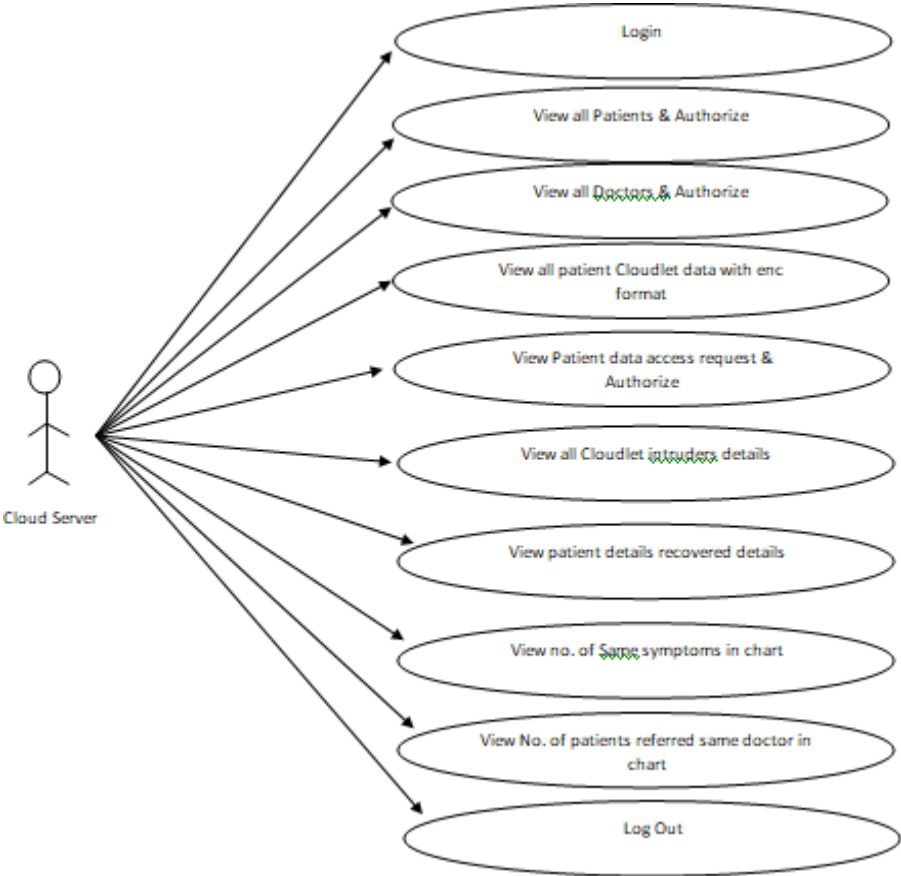 Login
View all Patients & Authorize
View all Doctors & Authorize
View all patient Cloudlet data with enc
format
View Patient data access request &
Authorize
View all Cloudlet intruders details
Cloud Server
View patient details recovered details
View no. of Same symptoms in chart
View No. of patients referred same doctor in
chart
Log Out